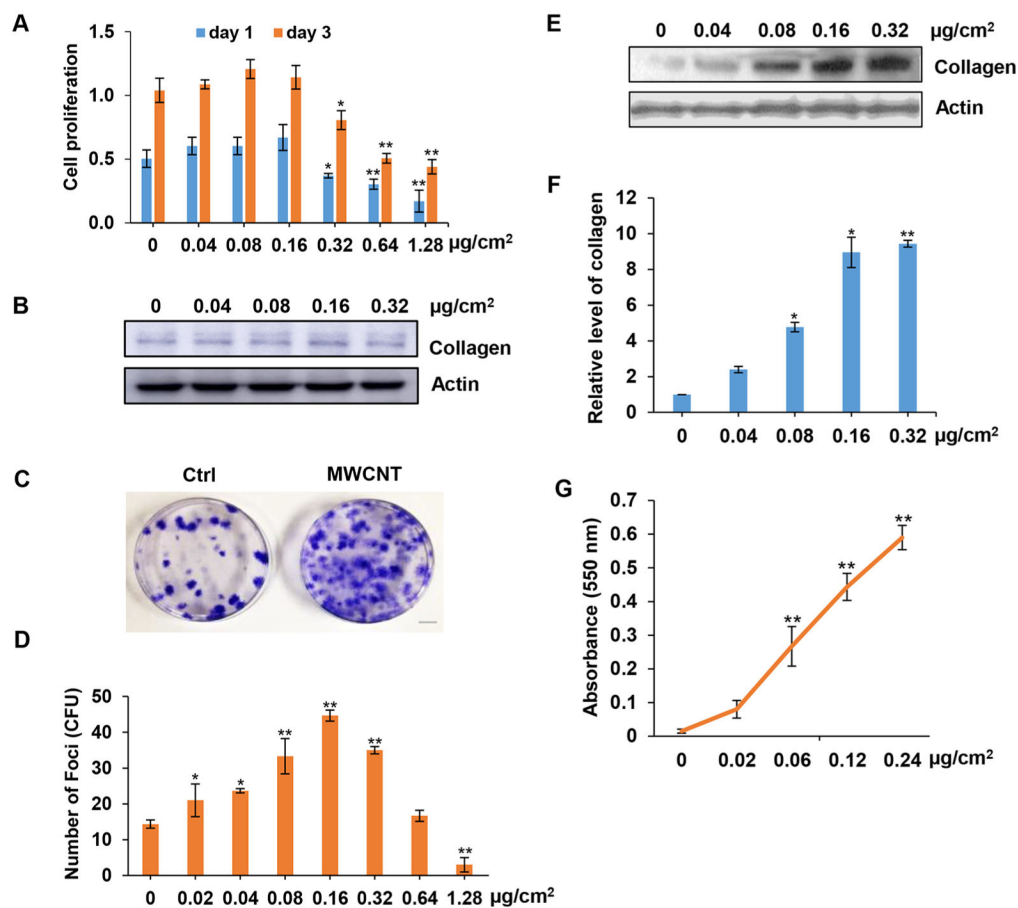 A
day 1 day 3
1.5
1.0
0.5
0.0
Cell proliferation
* ** ** * ** **
0 0.04 0.08 0.16 0.32 0.64 1.28 µg/cm²
B
0 0.04 0.08 0.16 0.32 µg/cm²
Collagen
Actin
C
Ctrl MWCNT
D
50
40
30
20
10
0
Number of Foci (CFU)
* * ** ** ** **
0 0.02 0.04 0.08 0.16 0.32 0.64 1.28 µg/cm²
E
0 0.04 0.08 0.16 0.32 µg/cm²
Collagen
Actin
F
12
10
8
6
4
2
0
Relative level of collagen
* * **
0 0.04 0.08 0.16 0.32 µg/cm²
G
0.7
0.6
0.5
0.4
0.3
0.2
0.1
0
Absorbance (550 nm)
** ** **
0 0.02 0.06 0.12 0.24 µg/cm²